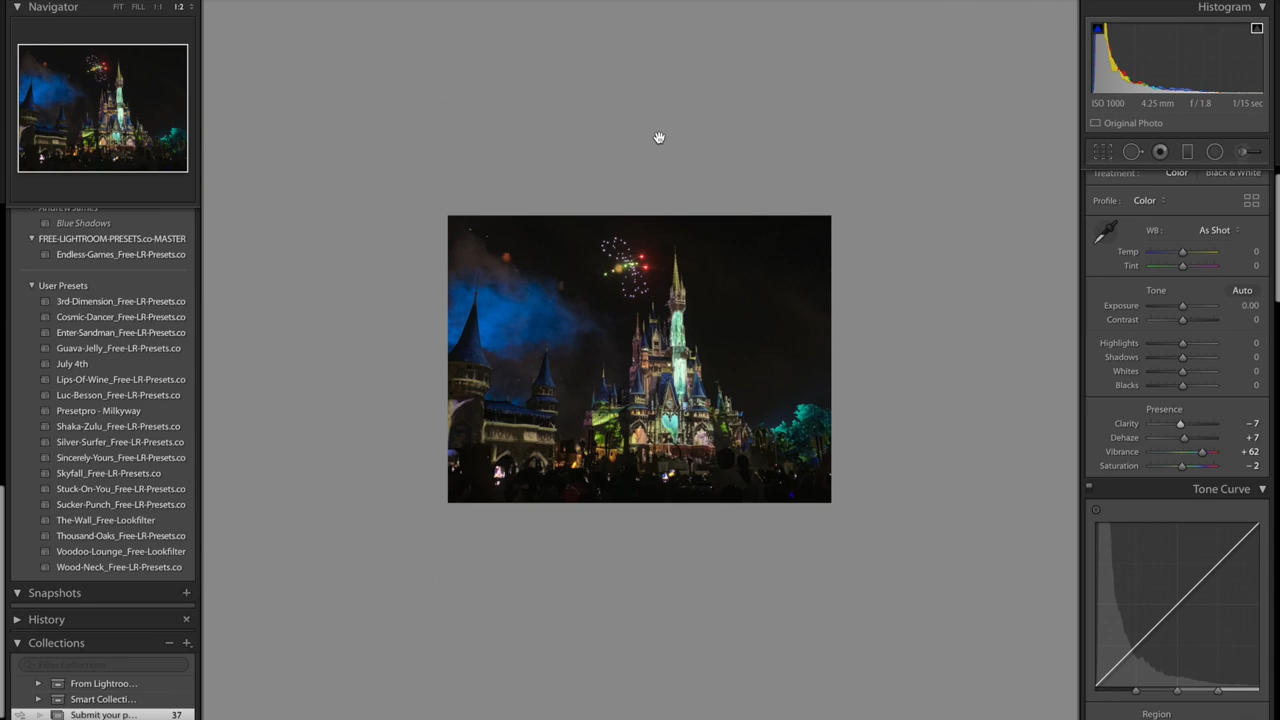 Navigator FIT FILL 1:1 1:2
Blue Shadows
FREE-LIGHTROOM-PRESETS.co-MASTER
Endless-Games_Free-LR-Presets.co
User Presets
3rd-Dimension_Free-LR-Presets.co
Cosmic-Dancer_Free-LR-Presets.co
Enter-Sandman_Free-LR-Presets.co
Guava-Jelly_Free-LR-Presets.co
July 4th
Lips-Of-Wine_Free-LR-Presets.co
Luc-Besson_Free-LR-Presets.co
Presetpro - Milkyway
Shaka-Zulu_Free-LR-Presets.co
Silver-Surfer_Free-LR-Presets.co
Sincerely-Yours_Free-LR-Presets.co
Skyfall_Free-LR-Presets.co
Stuck-On-You_Free-LR-Presets.co
Sucker-Punch_Free-LR-Presets.co
The-Wall_Free-Lookfilter
Thousand-Oaks_Free-LR-Presets.co
Voodoo-Lounge_Free-Lookfilter
Wood-Neck_Free-LR-Presets.co
Snapshots
History
Collections
Filter Collections
From Lightroo...
Smart Collecti...
Submit your p... 37
Histogram
ISO 1000 4.25 mm f / 1.8 1/15 sec
Original Photo
Treatment: Color Black & White
Profile: Color
WB: As Shot
Temp 0
Tint 0
Tone Auto
Exposure 0.00
Contrast 0
Highlights 0
Shadows 0
Whites 0
Blacks 0
Presence
Clarity – 7
Dehaze + 7
Vibrance + 62
Saturation – 2
Tone Curve
Region